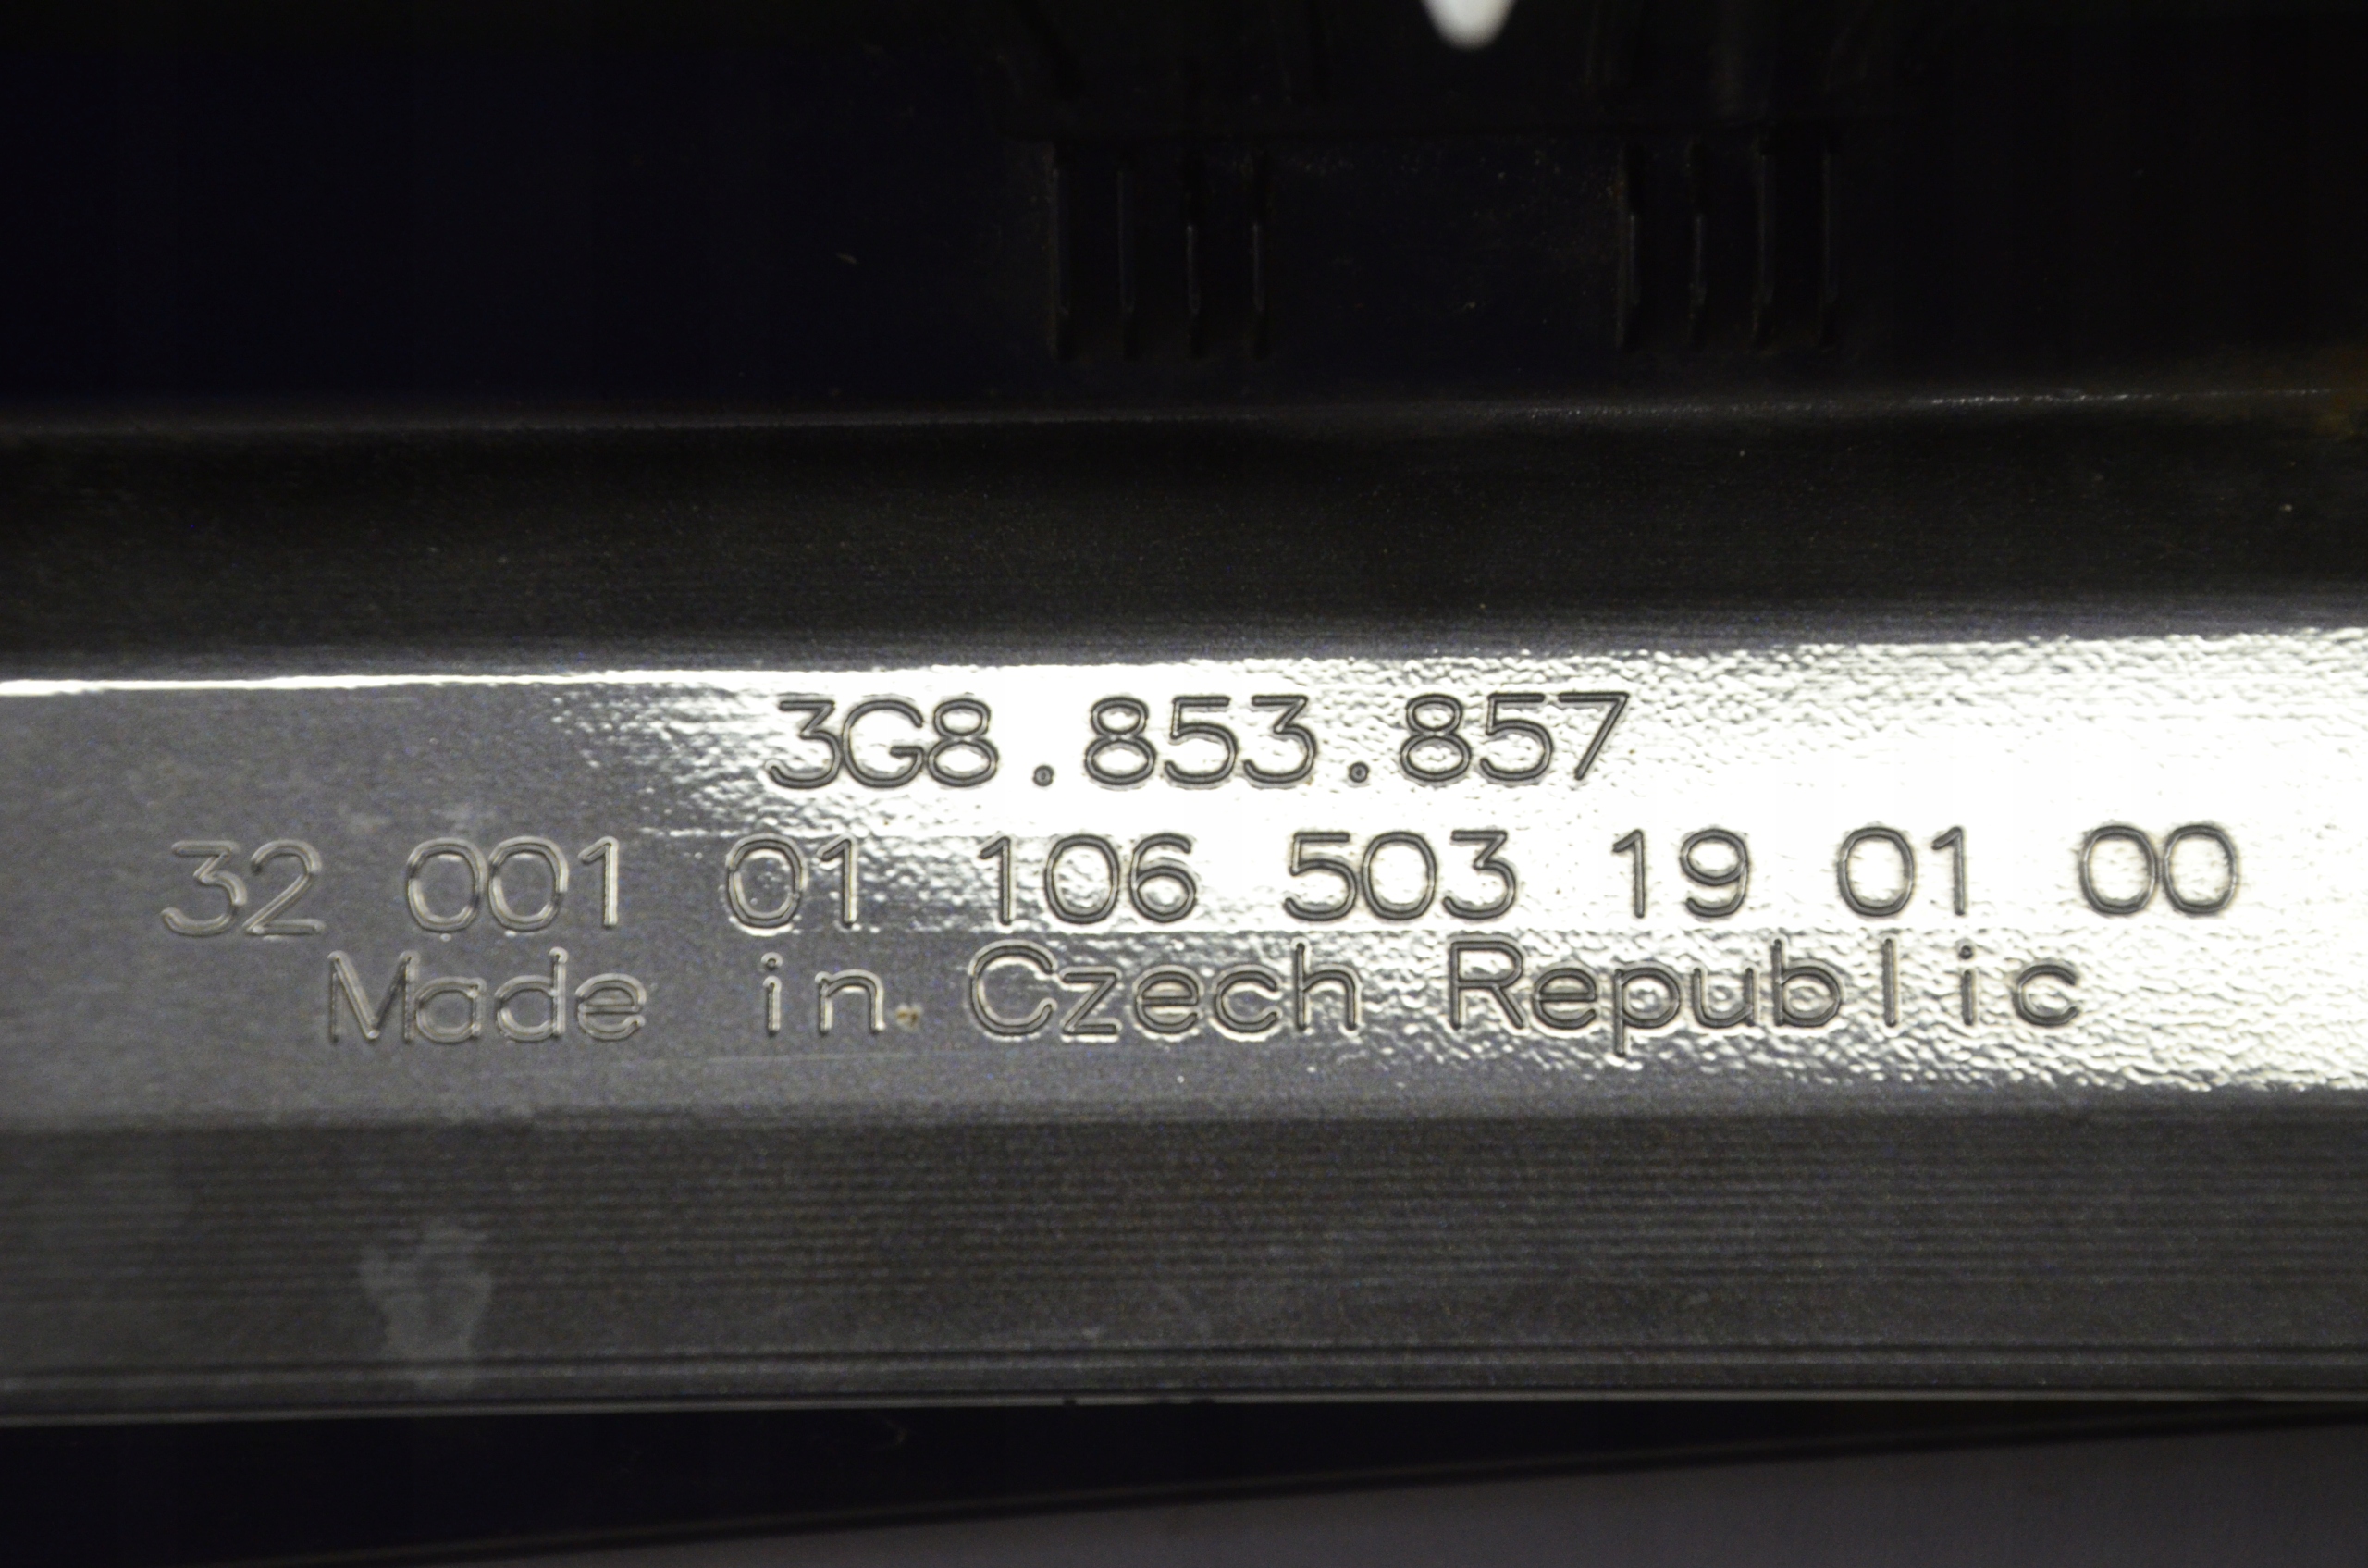 3G8.853.857
32 001 01 106 503 19 01 00
Made in Czech Republic